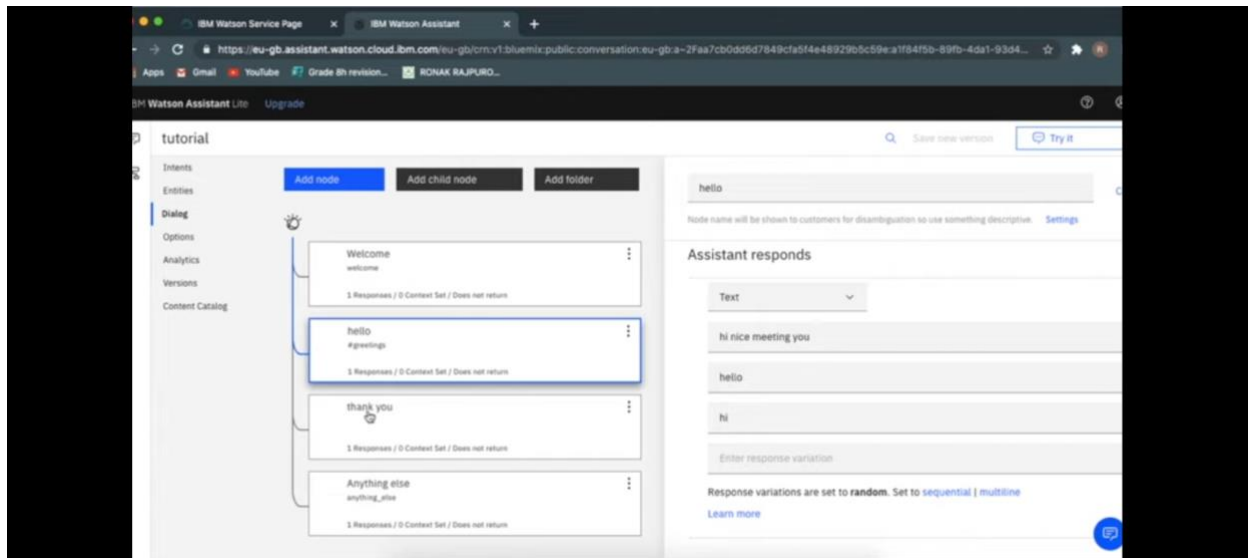 IBM Watson Service Page
IBM Watson Assistant
https://eu-gb.assistant.watson.cloud.ibm.com/eu-gb/crn:v1:bluemix:public:conversation:eu-gb:a~2Faa7cb0dd6d7849cfa5f4e48929b5c59e:a1f84f5b-89fb-4da1-93d4...
Apps Gmail YouTube Grade 8h revision... RONAK RAJPURO...
IBM Watson Assistant Lite Upgrade
tutorial
Save new version
Try it
Intents
Entities
Dialog
Options
Analytics
Versions
Content Catalog
Add node
Add child node
Add folder
Welcome
welcome
1 Responses / 0 Context Set / Does not return
hello
#greetings
1 Responses / 0 Context Set / Does not return
thank you
1 Responses / 0 Context Set / Does not return
Anything else
anything_else
1 Responses / 0 Context Set / Does not return
hello
Node name will be shown to customers for disambiguation so use something descriptive. Settings
Assistant responds
Text
hi nice meeting you
hello
hi
Enter response variation
Response variations are set to random. Set to sequential | multiline
Learn more